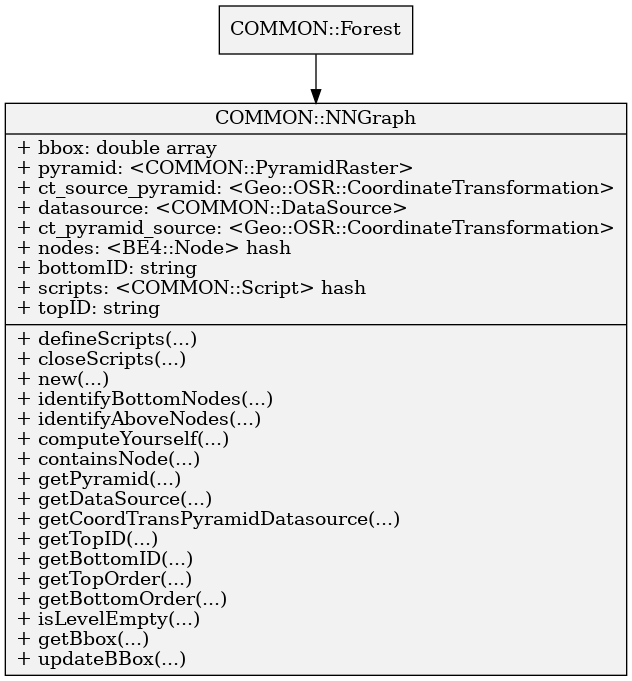 COMMON::Forest
COMMON::NNGraph
+ bbox: double array
+ pyramid: <COMMON::PyramidRaster>
+ ct_source_pyramid: <Geo::OSR::CoordinateTransformation>
+ datasource: <COMMON::DataSource>
+ ct_pyramid_source: <Geo::OSR::CoordinateTransformation>
+ nodes: <BE4::Node> hash
+ bottomID: string
+ scripts: <COMMON::Script> hash
+ topID: string
+ defineScripts(...)
+ closeScripts(...)
+ new(...)
+ identifyBottomNodes(...)
+ identifyAboveNodes(...)
+ computeYourself(...)
+ containsNode(...)
+ getPyramid(...)
+ getDataSource(...)
+ getCoordTransPyramidDatasource(...)
+ getTopID(...)
+ getBottomID(...)
+ getTopOrder(...)
+ getBottomOrder(...)
+ isLevelEmpty(...)
+ getBbox(...)
+ updateBBox(...)